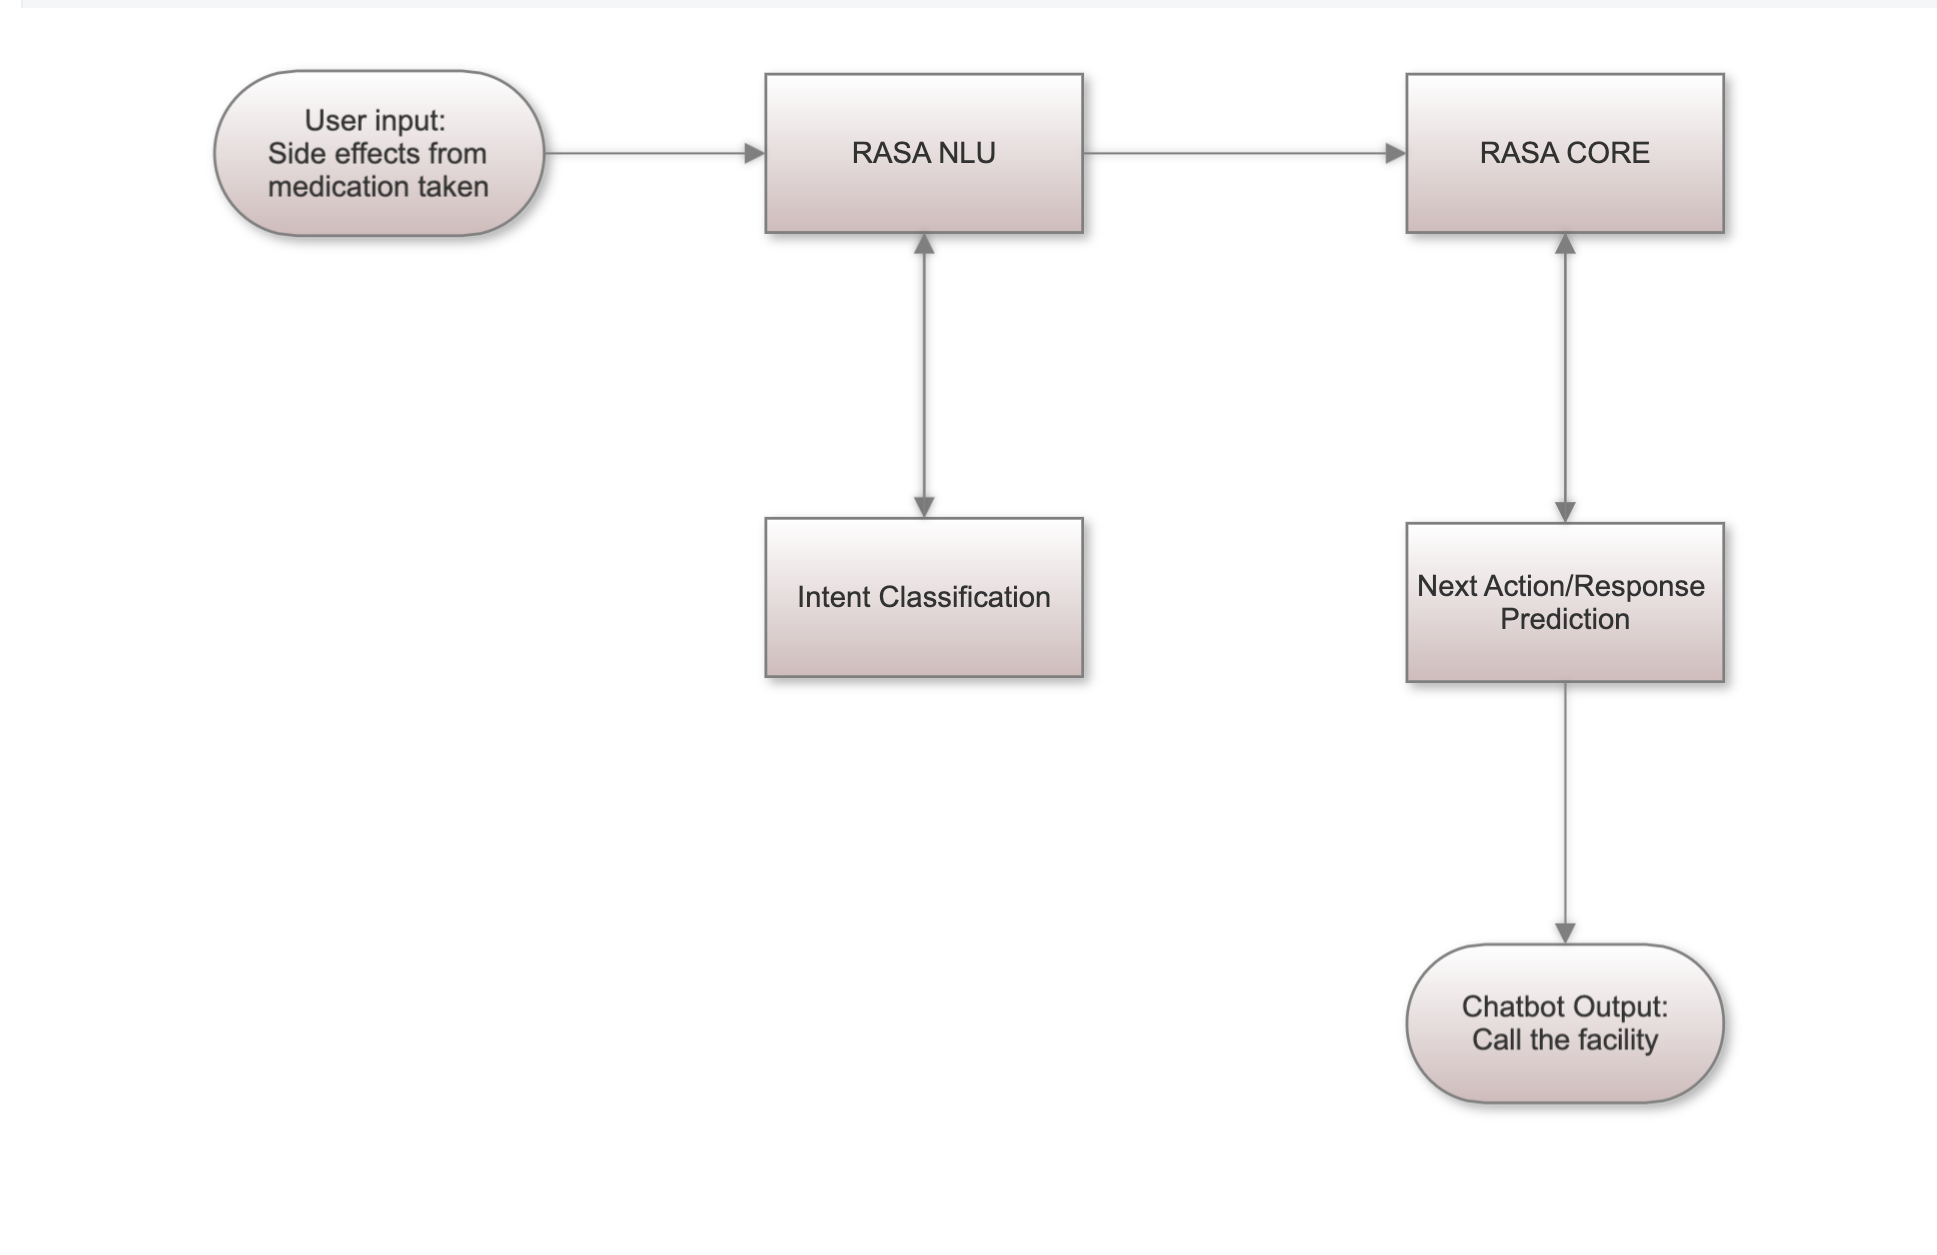 User input:
Side effects from
medication taken
RASA NLU
RASA CORE
Intent Classification
Next Action/Response
Prediction
Chatbot Output:
Call the facility